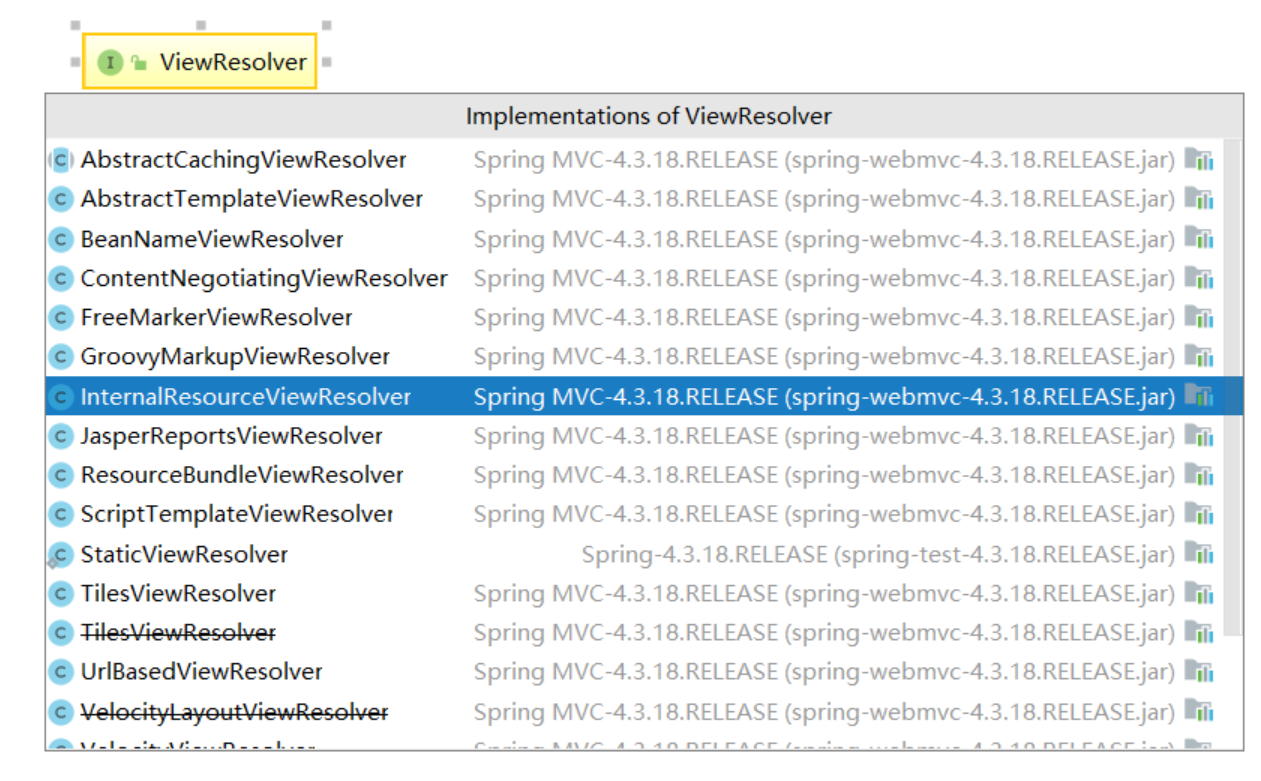 I ViewResolver
Implementations of ViewResolver
C AbstractCachingViewResolver Spring MVC-4.3.18.RELEASE (spring-webmvc-4.3.18.RELEASE.jar)
C AbstractTemplateViewResolver Spring MVC-4.3.18.RELEASE (spring-webmvc-4.3.18.RELEASE.jar)
C BeanNameViewResolver Spring MVC-4.3.18.RELEASE (spring-webmvc-4.3.18.RELEASE.jar)
C ContentNegotiatingViewResolver Spring MVC-4.3.18.RELEASE (spring-webmvc-4.3.18.RELEASE.jar)
C FreeMarkerViewResolver Spring MVC-4.3.18.RELEASE (spring-webmvc-4.3.18.RELEASE.jar)
C GroovyMarkupViewResolver Spring MVC-4.3.18.RELEASE (spring-webmvc-4.3.18.RELEASE.jar)
C InternalResourceViewResolver Spring MVC-4.3.18.RELEASE (spring-webmvc-4.3.18.RELEASE.jar)
C JasperReportsViewResolver Spring MVC-4.3.18.RELEASE (spring-webmvc-4.3.18.RELEASE.jar)
C ResourceBundleViewResolver Spring MVC-4.3.18.RELEASE (spring-webmvc-4.3.18.RELEASE.jar)
C ScriptTemplateViewResolver Spring MVC-4.3.18.RELEASE (spring-webmvc-4.3.18.RELEASE.jar)
C StaticViewResolver Spring-4.3.18.RELEASE (spring-test-4.3.18.RELEASE.jar)
C TilesViewResolver Spring MVC-4.3.18.RELEASE (spring-webmvc-4.3.18.RELEASE.jar)
C TilesViewResolver Spring MVC-4.3.18.RELEASE (spring-webmvc-4.3.18.RELEASE.jar)
C UrlBasedViewResolver Spring MVC-4.3.18.RELEASE (spring-webmvc-4.3.18.RELEASE.jar)
C VelocityLayoutViewResolver Spring MVC-4.3.18.RELEASE (spring-webmvc-4.3.18.RELEASE.jar)